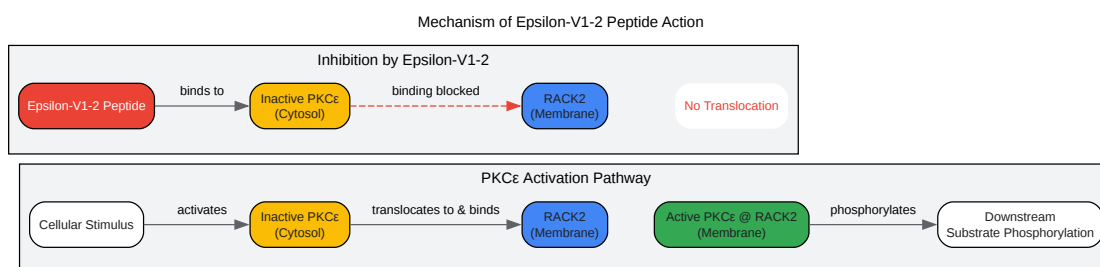 Mechanism of Epsilon-V1-2 Peptide Action
Inhibition by Epsilon-V1-2
Epsilon-V1-2 Peptide
binds to
Inactive PKCε
(Cytosol)
binding blocked
RACK2
(Membrane)
No Translocation
PKCε Activation Pathway
Cellular Stimulus
activates
Inactive PKCε
(Cytosol)
translocates to & binds
RACK2
(Membrane)
Active PKCε @ RACK2
(Membrane)
phosphorylates
Downstream
Substrate Phosphorylation